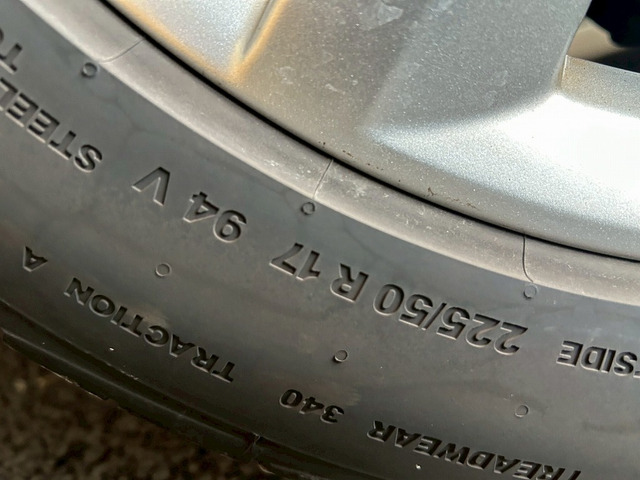 SIDE 225/50 R 17 94 V STEEL
TREADWEAR 340 TRACTION A